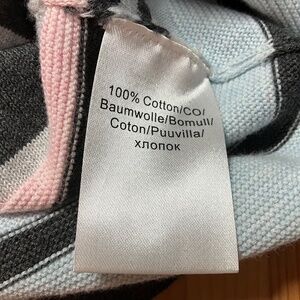 100% Cotton/CO/
Baumwolle/Bomull/
Coton/Puuvilla/
хлопок